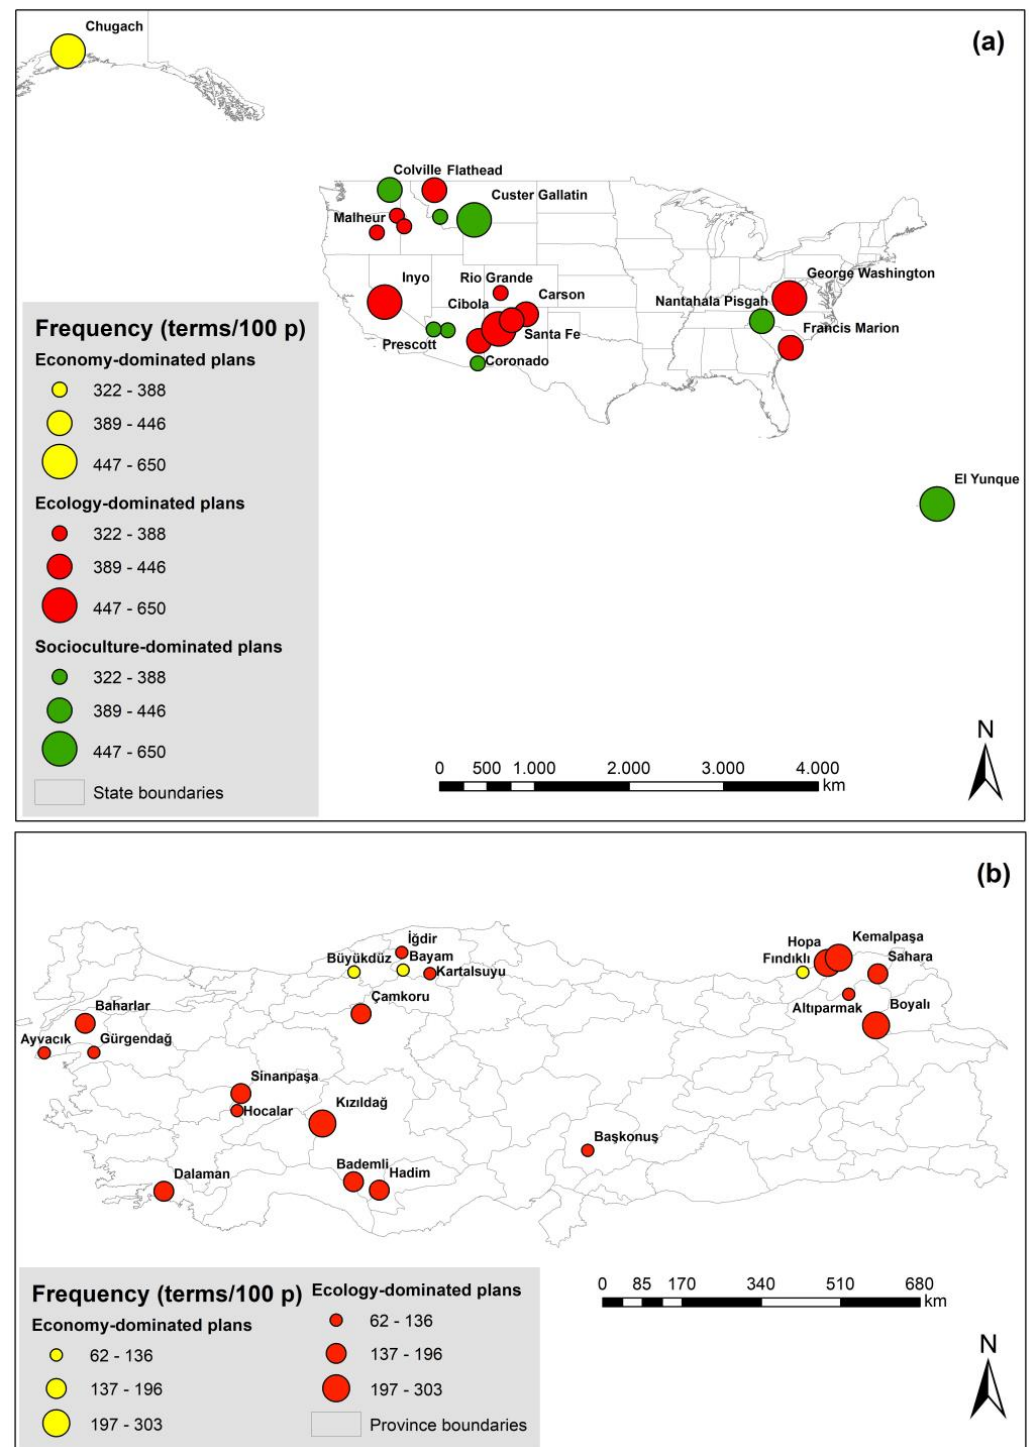 Chugach
(a)
Colville Flathead
Custer Gallatin
Malheur
Inyo
Rio Grande
George Washington
Cibola
Carson
Nantahala Pisgah
Francis Marion
Santa Fe
Prescott
Coronado
El Yunque
Frequency (terms/100 p)
Economy-dominated plans
322 - 388
389 - 446
447 - 650
Ecology-dominated plans
322 - 388
389 - 446
447 - 650
Socioculture-dominated plans
322 - 388
389 - 446
447 - 650
State boundaries
0 500 1.000 2.000 3.000 4.000
km
N
(b)
İğdir
Büyükdüz
Bayam
Kartalsuyu
Hopa
Kemalpaşa
Fındıklı
Sahara
Çamkoru
Altıparmak
Boyalı
Baharlar
Ayvacık
Gürgendağ
Sinanpaşa
Hocalar
Kızıldağ
Başkonuş
Bademli
Hadim
Dalaman
Frequency (terms/100 p)
Economy-dominated plans
62 - 136
137 - 196
197 - 303
Ecology-dominated plans
62 - 136
137 - 196
197 - 303
Province boundaries
0 85 170 340 510 680
km
N